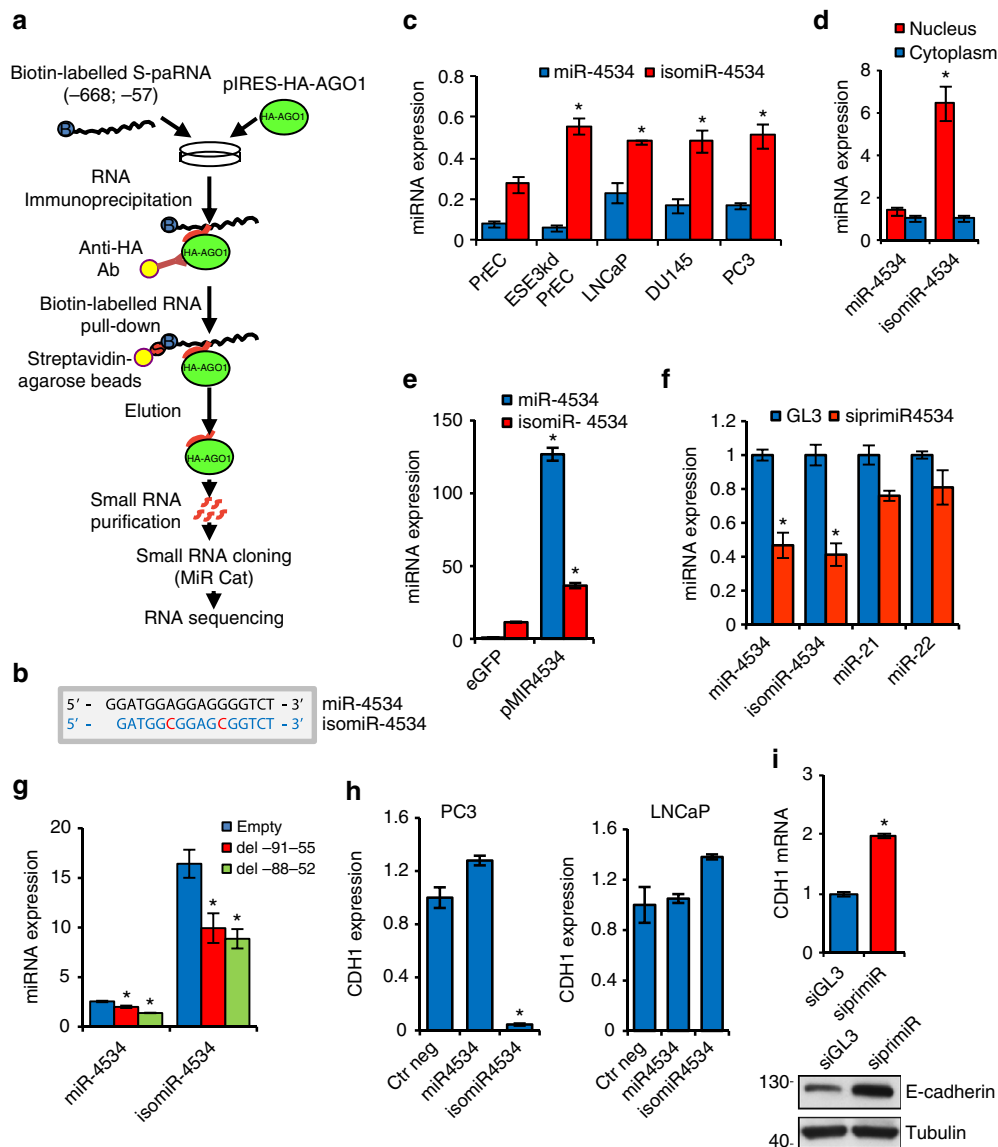 a
Biotin-labelled S-paRNA
(–668; –57)
pIRES-HA-AGO1
B
HA-AGO1
RNA
Immunoprecipitation
B
HA-AGO1
Anti-HA
Ab
Biotin-labelled RNA
pull-down
B
HA-AGO1
Streptavidin-
agarose beads
Elution
HA-AGO1
Small RNA
purification
Small RNA cloning
(MiR Cat)
RNA sequencing
b
5′ - GGATGGAGGAGGGGTCT - 3′ miR-4534
5′ - GATGGCGGAGCGGTCT - 3′ isomiR-4534
c
miR-4534 isomiR-4534
miRNA expression
0.8
0.6
0.4
0.2
0
* * * *
PrEC
ESE3kd
PrEC
LNCaP
DU145
PC3
d
Nucleus
Cytoplasm
miRNA expression
8
6
4
2
0
*
miR-4534
isomiR-4534
e
miR-4534
isomiR- 4534
miRNA expression
150
100
50
0
*
*
eGFP
pMIR4534
f
GL3 siprimiR4534
miRNA expression
1.2
1
0.8
0.6
0.4
0.2
0
* *
miR-4534
isomiR-4534
miR-21
miR-22
g
Empty
del –91–55
del –88–52
miRNA expression
20
15
10
5
0
* *
* *
miR-4534
isomiR-4534
h
PC3
CDH1 expression
1.6
1.2
0.8
0.4
0
*
Ctr neg
miR4534
isomiR4534
LNCaP
CDH1 expression
1.6
1.2
0.8
0.4
0
Ctr neg
miR4534
isomiR4534
i
CDH1 mRNA
3
2
1
0
*
siGL3
siprimiR
siGL3
siprimiR
130-
E-cadherin
40-
Tubulin